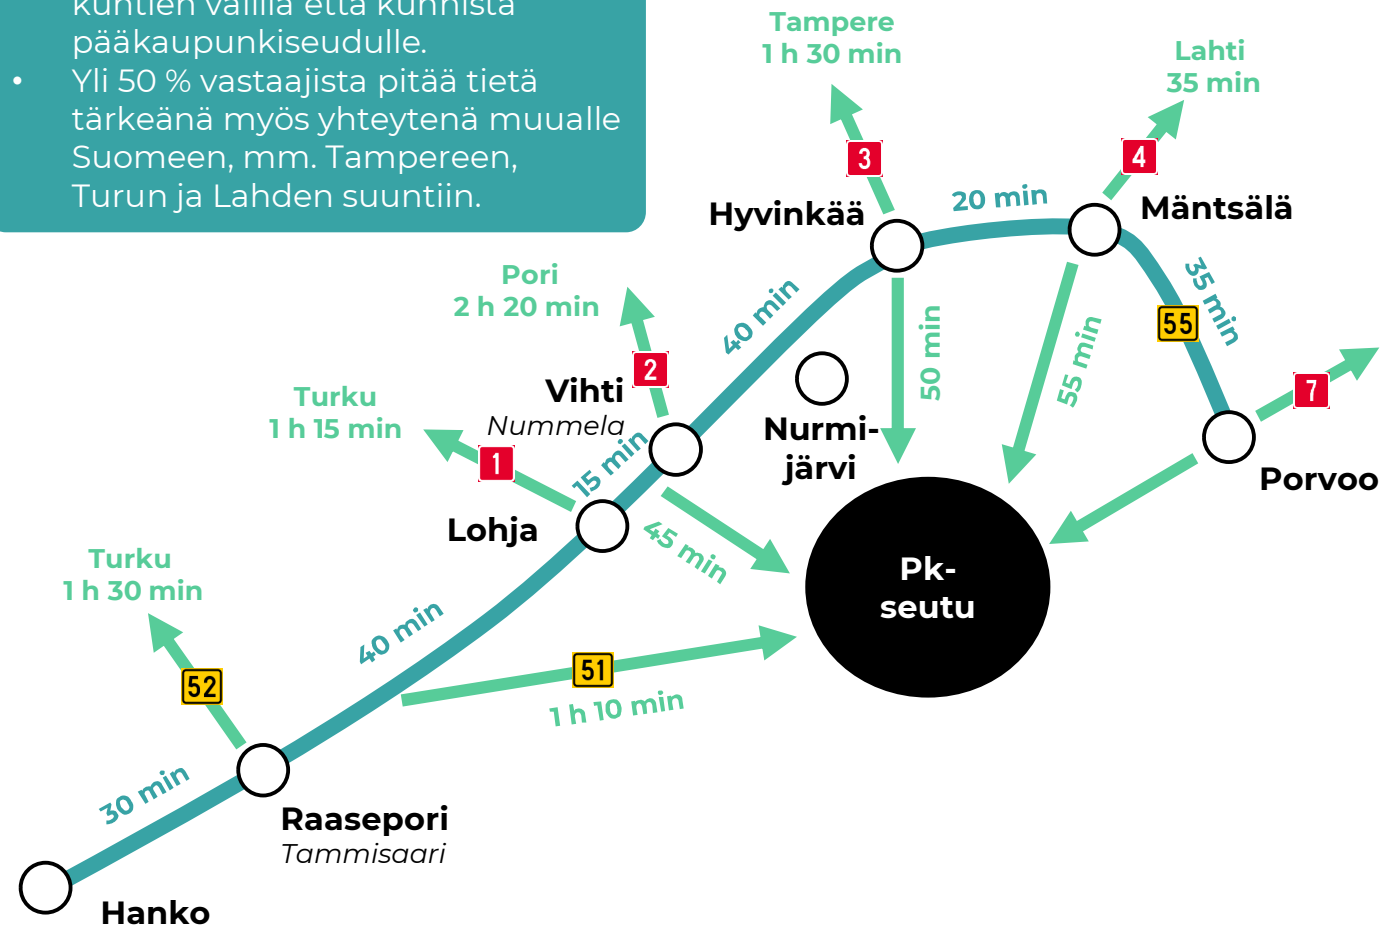 kuntien välillä että kunnista
pääkaupunkiseudulle.
• Yli 50 % vastaajista pitää tietä
tärkeänä myös yhteytenä muualle
Suomeen, mm. Tampereen,
Turun ja Lahden suuntiin.
Tampere
1 h 30 min
Lahti
35 min
3
4
20 min
Hyvinkää
Mäntsälä
Pori
2 h 20 min
40 min
35 min
55
50 min
55 min
2
Vihti
Nummela
7
Turku
1 h 15 min
1
15 min
Nurmi-
järvi
Porvoo
Lohja
45 min
Turku
1 h 30 min
Pk-
seutu
40 min
52
51
1 h 10 min
30 min
Raasepori
Tammisaari
Hanko